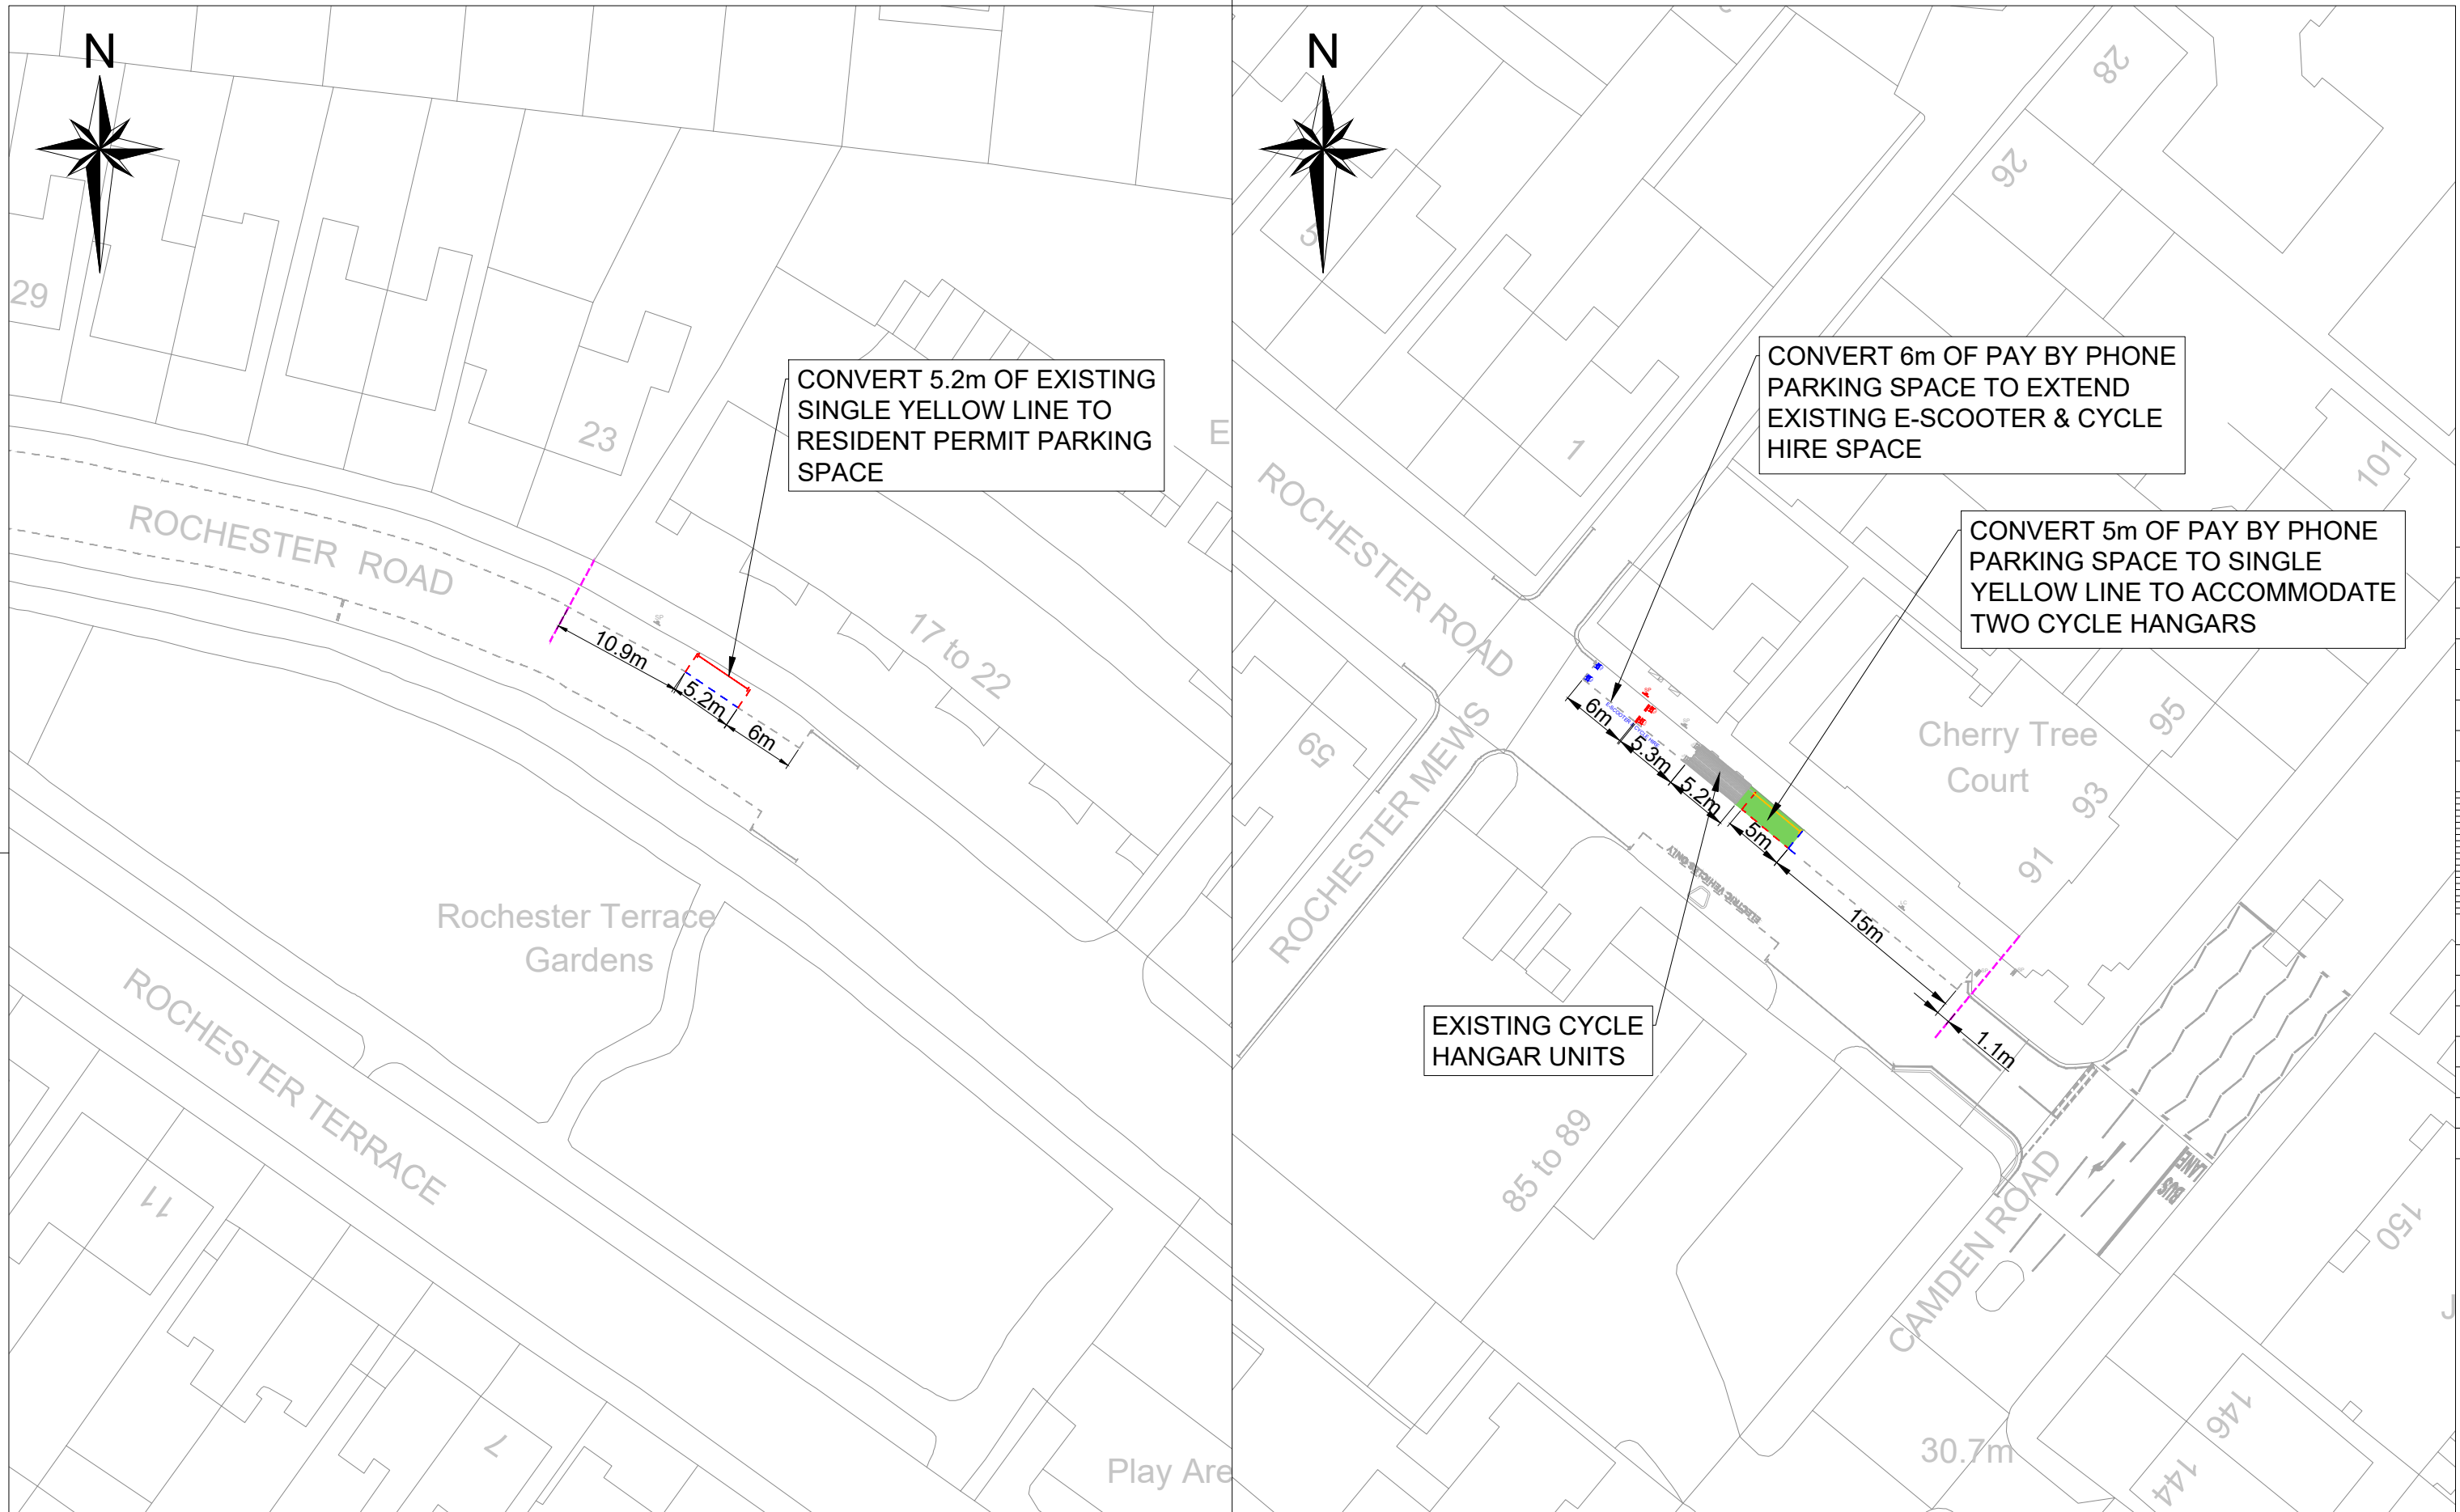 N
29
23
CONVERT 5.2m OF EXISTING
SINGLE YELLOW LINE TO
RESIDENT PERMIT PARKING
SPACE
E
ROCHESTER ROAD
17 to 22
10.9m
5.2m
6m
Rochester Terrace
Gardens
ROCHESTER TERRACE
11
7
Play Are
N
28
26
5
1
101
CONVERT 6m OF PAY BY PHONE
PARKING SPACE TO EXTEND
EXISTING E-SCOOTER & CYCLE
HIRE SPACE
CONVERT 5m OF PAY BY PHONE
PARKING SPACE TO SINGLE
YELLOW LINE TO ACCOMMODATE
TWO CYCLE HANGARS
ROCHESTER ROAD
ROCHESTER MEWS
59
6m
5.3m
5.2m
5m
15m
1.1m
Cherry Tree
Court
95
93
91
ELECTRIC VEHICLES ONLY
EXISTING CYCLE
HANGAR UNITS
85 to 89
CAMDEN ROAD
BUS
LANE
150
J
146
144
30.7m